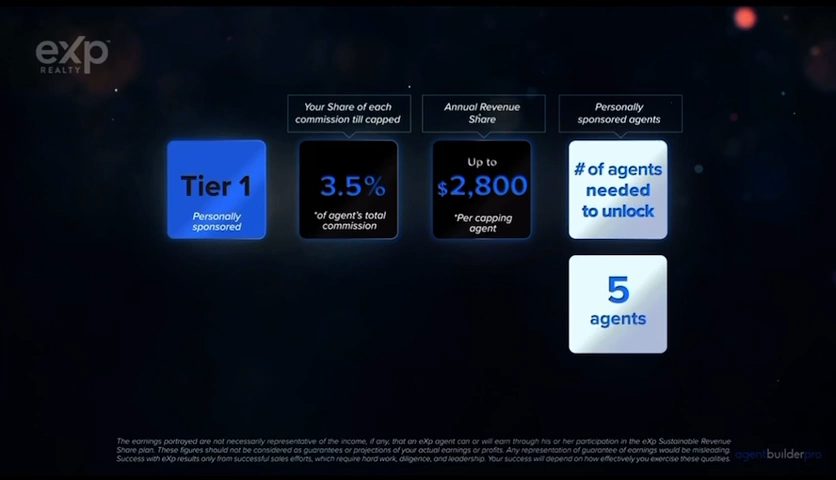 eXp
REALTY
Your Share of each
commission till capped
Annual Revenue
Share
Personally
sponsored agents
Tier 1
Personally
sponsored
3.5%
*of agent's total
commission
Up to
$2,800
*Per capping
agent
# of agents
needed
to unlock
5
agents
The earnings portrayed are not necessarily representative of the income, if any, that an eXp agent can or will earn through his or her participation in the eXp Sustainable Revenue
Share plan. These figures should not be considered as guarantees or projections of your actual earnings or profits. Any representation of guarantee of earnings would be misleading.
Success with eXp results only from successful sales efforts, which require hard work, diligence, and leadership. Your success will depend on how effectively you exercise these qualities.
agentbuilderpro